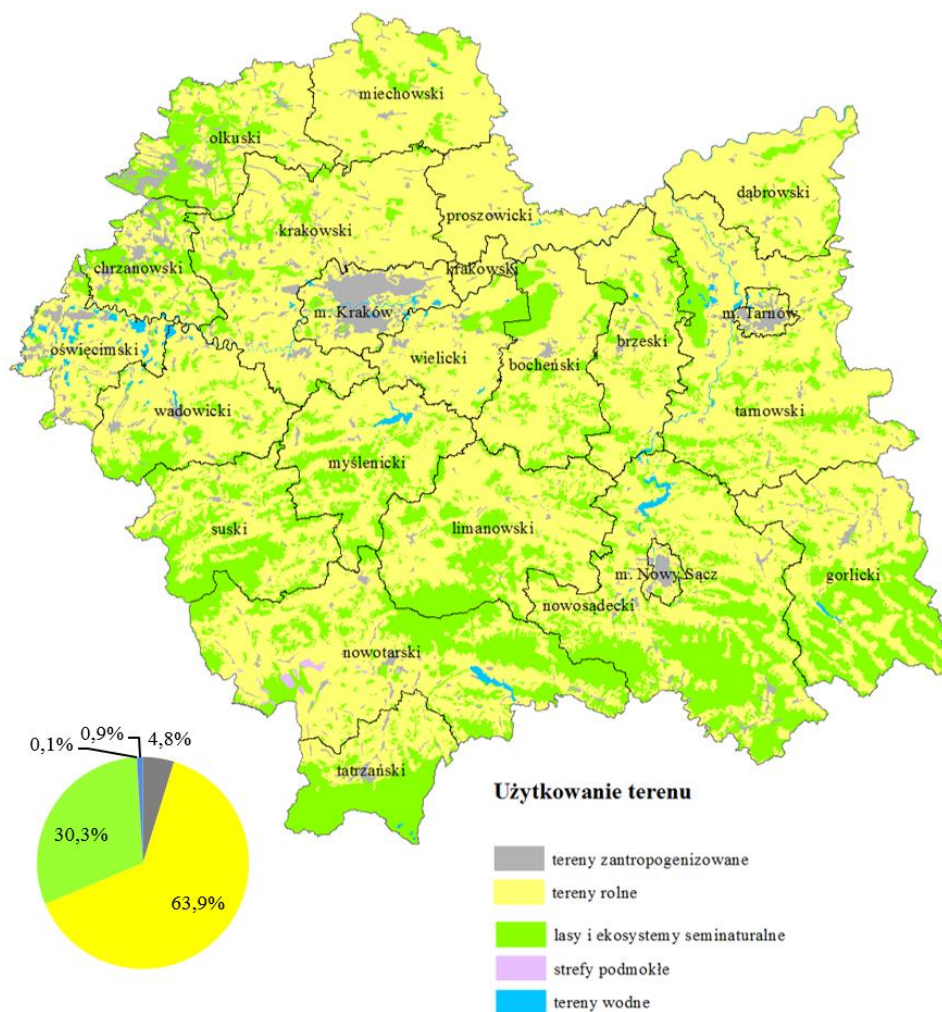 miechowski
olkuski
dąbrowski
proszowicki
krakowski
krakowski
chrzanowski
m. Kraków
m. Tarnów
brzeski
oświęcimski
wielicki
bocheński
wadowicki
tarnowski
myślenicki
suski
limanowski
m. Nowy Sącz
gorlicki
nowosądecki
nowotarski
tatrzański
0,1%
0,9%
4,8%
30,3%
63,9%
Użytkowanie terenu
tereny zantropogenizowane
tereny rolne
lasy i ekosystemy seminaturalne
strefy podmokłe
tereny wodne